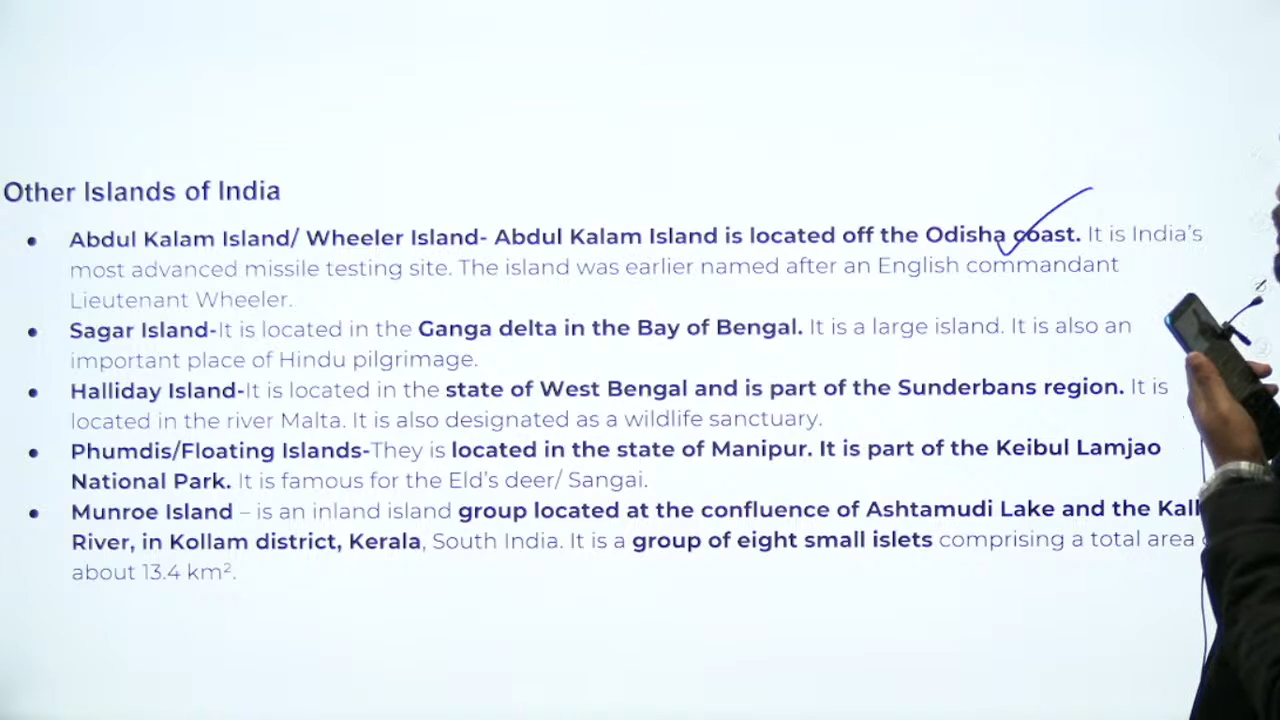 Other Islands of India
• Abdul Kalam Island/ Wheeler Island- Abdul Kalam Island is located off the Odisha coast. It is India's
most advanced missile testing site. The island was earlier named after an English commandant
Lieutenant Wheeler.
• Sagar Island-It is located in the Ganga delta in the Bay of Bengal. It is a large island. It is also an
important place of Hindu pilgrimage.
• Halliday Island-It is located in the state of West Bengal and is part of the Sunderbans region. It is
located in the river Malta. It is also designated as a wildlife sanctuary.
• Phumdis/Floating Islands-They is located in the state of Manipur. It is part of the Keibul Lamjao
National Park. It is famous for the Eld's deer/ Sangai.
• Munroe Island – is an inland island group located at the confluence of Ashtamudi Lake and the
River, in Kollam district, Kerala, South India. It is a group of eight small islets comprising a total area
about 13.4 km².